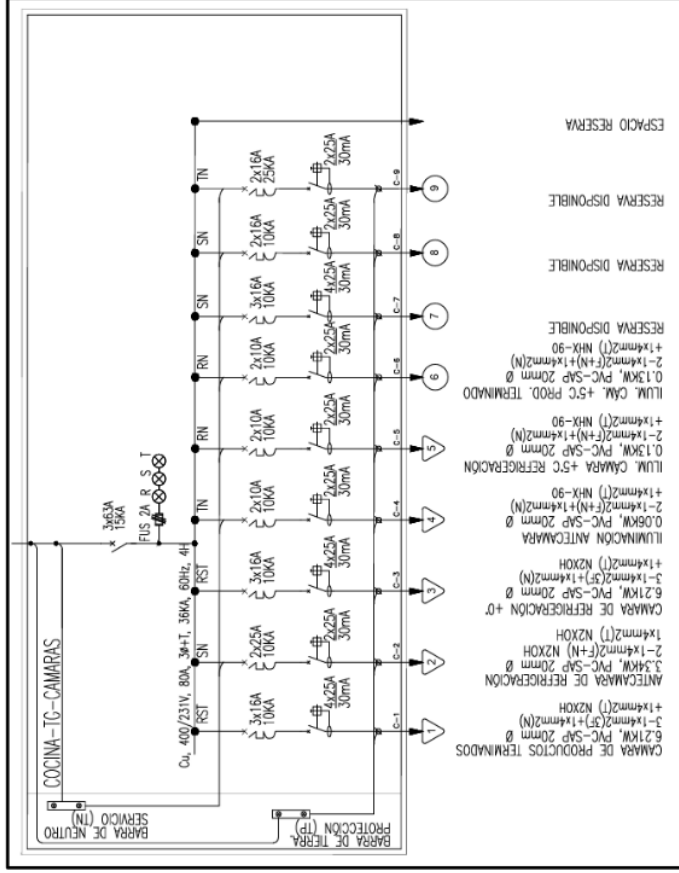 COCINA-TG-CAMARAS
BARRA DE NEUTRO
SERVICIO (TN)
BARRA DE TIERRA
PROTECCIÓN (TP)
3x63A
15KA
FUS 2A R S T
Cu, 400/231V, 80A, 3Ø+T, 36KA, 60Hz, 4H
RST
3x16A
10KA
4x25A
30mA
C-1
1
CAMARA DE PRODUCTOS TERMINADOS
6.21KW, PVC-SAP 20mm Ø
3-1x4mm2(3F)+1x4mm2(N)
+1x4mm2(T) N2XOH
SN
2x25A
10KA
2x25A
30mA
C-2
2
ANTECAMARA DE REFRIGERACIÓN
3.34KW, PVC-SAP 20mm Ø
2-1x4mm2(F+N) N2XOH
1x4mm2(T) N2XOH
RST
3x16A
10KA
4x25A
30mA
C-3
3
CAMARA DE REFRIGERACIÓN +0°
6.21KW, PVC-SAP 20mm Ø
3-1x4mm2(3F)+1x4mm2(N)
+1x4mm2(T) N2XOH
TN
2x10A
10KA
2x25A
30mA
C-4
4
ILUMINACIÓN ANTECAMARA
0.06KW, PVC-SAP 20mm Ø
2-1x4mm2(F+N)+1x4mm2(N)
+1x4mm2(T) NHX-90
RN
2x10A
10KA
2x25A
30mA
C-5
5
ILUM. CÁMARA +5°C REFRIGERACIÓN
0.13KW, PVC-SAP 20mm Ø
2-1x4mm2(F+N)+1x4mm2(N)
+1x4mm2(T) NHX-90
RN
2x10A
10KA
2x25A
30mA
C-6
6
ILUM. CÁM. +5°C PROD. TERMINADO
0.13KW, PVC-SAP 20mm Ø
2-1x4mm2(F+N)+1x4mm2(N)
+1x4mm2(T) NHX-90
SN
3x16A
10KA
4x25A
30mA
C-7
7
RESERVA DISPONIBLE
SN
2x16A
10KA
2x25A
30mA
C-8
8
RESERVA DISPONIBLE
TN
2x16A
25KA
2x25A
30mA
C-9
9
RESERVA DISPONIBLE
ESPACIO RESERVA